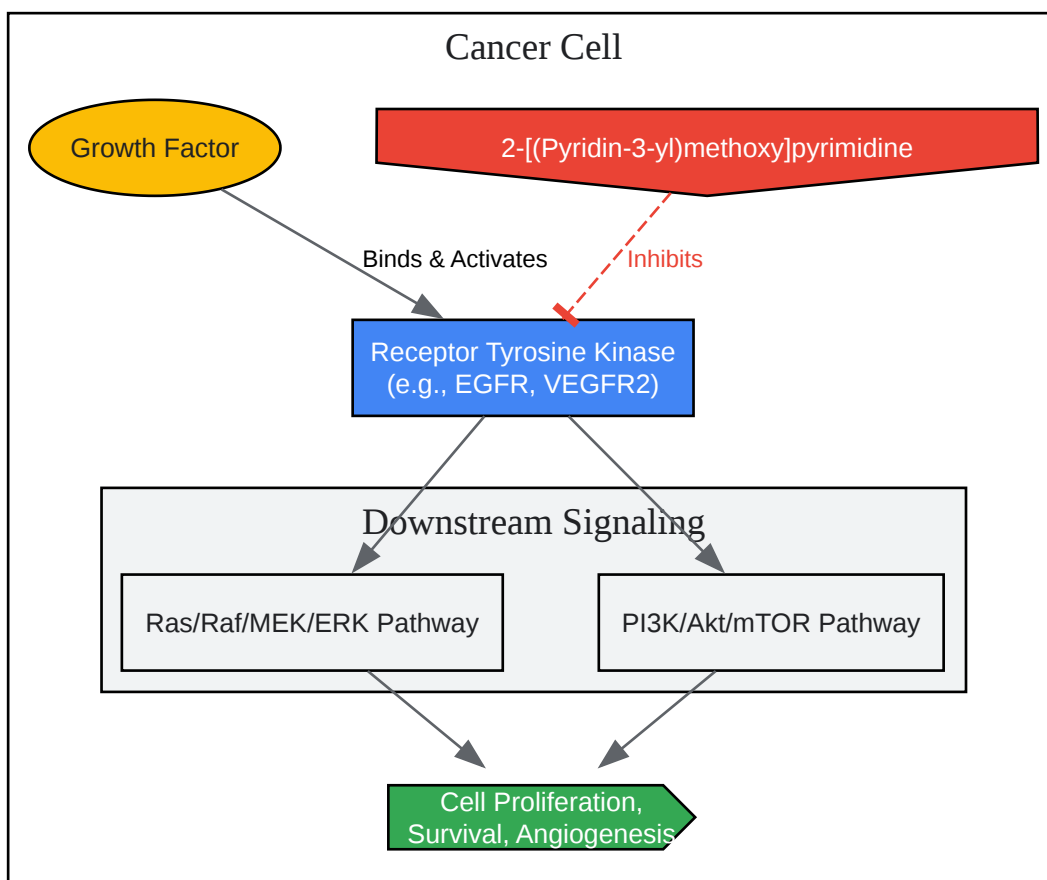 Cancer Cell
Growth Factor
2-[(Pyridin-3-yl)methoxy]pyrimidine
Binds & Activates
Inhibits
Receptor Tyrosine Kinase
(e.g., EGFR, VEGFR2)
Downstream Signaling
Ras/Raf/MEK/ERK Pathway
PI3K/Akt/mTOR Pathway
Cell Proliferation,
Survival, Angiogenesis